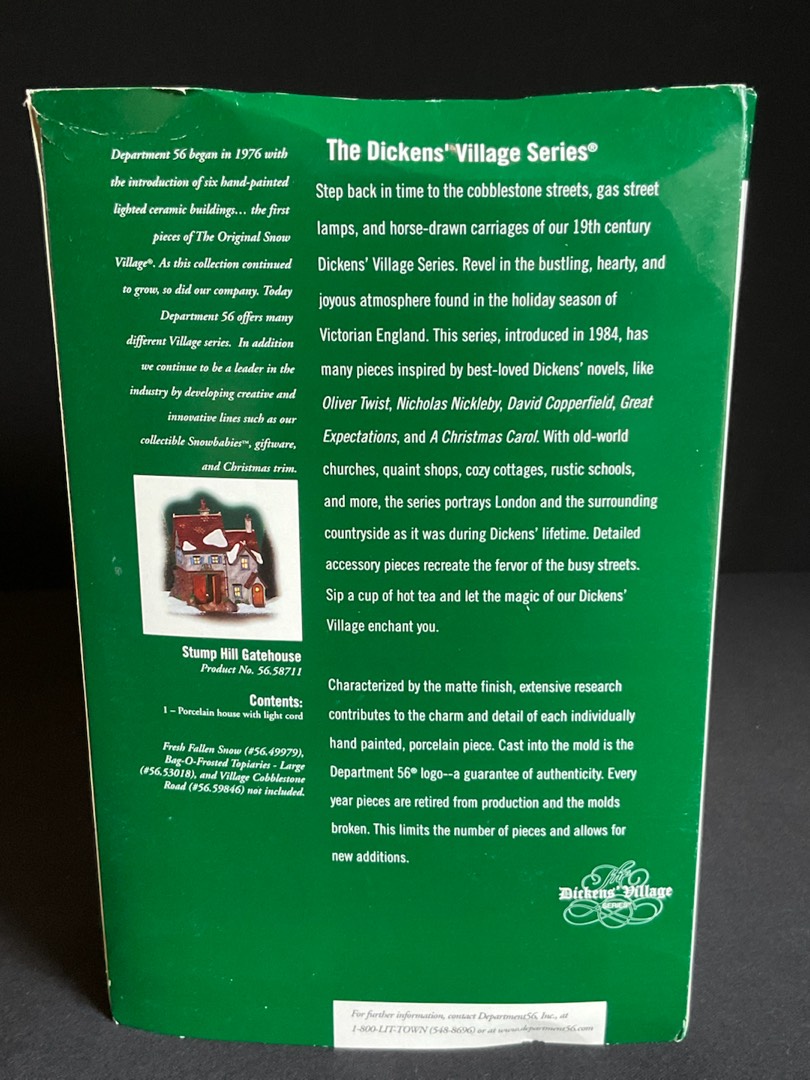 Department 56 began in 1976 with
the introduction of six hand-painted
lighted ceramic buildings... the first
pieces of The Original Snow
Village®. As this collection continued
to grow, so did our company. Today
Department 56 offers many
different Village series. In addition
we continue to be a leader in the
industry by developing creative and
innovative lines such as our
collectible Snowbabies™, giftware,
and Christmas trim.
Stump Hill Gatehouse
Product No. 56.58711
Contents:
1 – Porcelain house with light cord
Fresh Fallen Snow (#56.49979),
Bag-O-Frosted Topiaries - Large
(#56.53018), and Village Cobblestone
Road (#56.59846) not included.
The Dickens' Village Series®
Step back in time to the cobblestone streets, gas street
lamps, and horse-drawn carriages of our 19th century
Dickens' Village Series. Revel in the bustling, hearty, and
joyous atmosphere found in the holiday season of
Victorian England. This series, introduced in 1984, has
many pieces inspired by best-loved Dickens' novels, like
Oliver Twist, Nicholas Nickleby, David Copperfield, Great
Expectations, and A Christmas Carol. With old-world
churches, quaint shops, cozy cottages, rustic schools,
and more, the series portrays London and the surrounding
countryside as it was during Dickens' lifetime. Detailed
accessory pieces recreate the fervor of the busy streets.
Sip a cup of hot tea and let the magic of our Dickens'
Village enchant you.
Characterized by the matte finish, extensive research
contributes to the charm and detail of each individually
hand painted, porcelain piece. Cast into the mold is the
Department 56® logo--a guarantee of authenticity. Every
year pieces are retired from production and the molds
broken. This limits the number of pieces and allows for
new additions.
The
Dickens' Village
SERIES
For further information, contact Department 56, Inc., at
1-800-LIT-TOWN (548-8696) or at www.department56.com